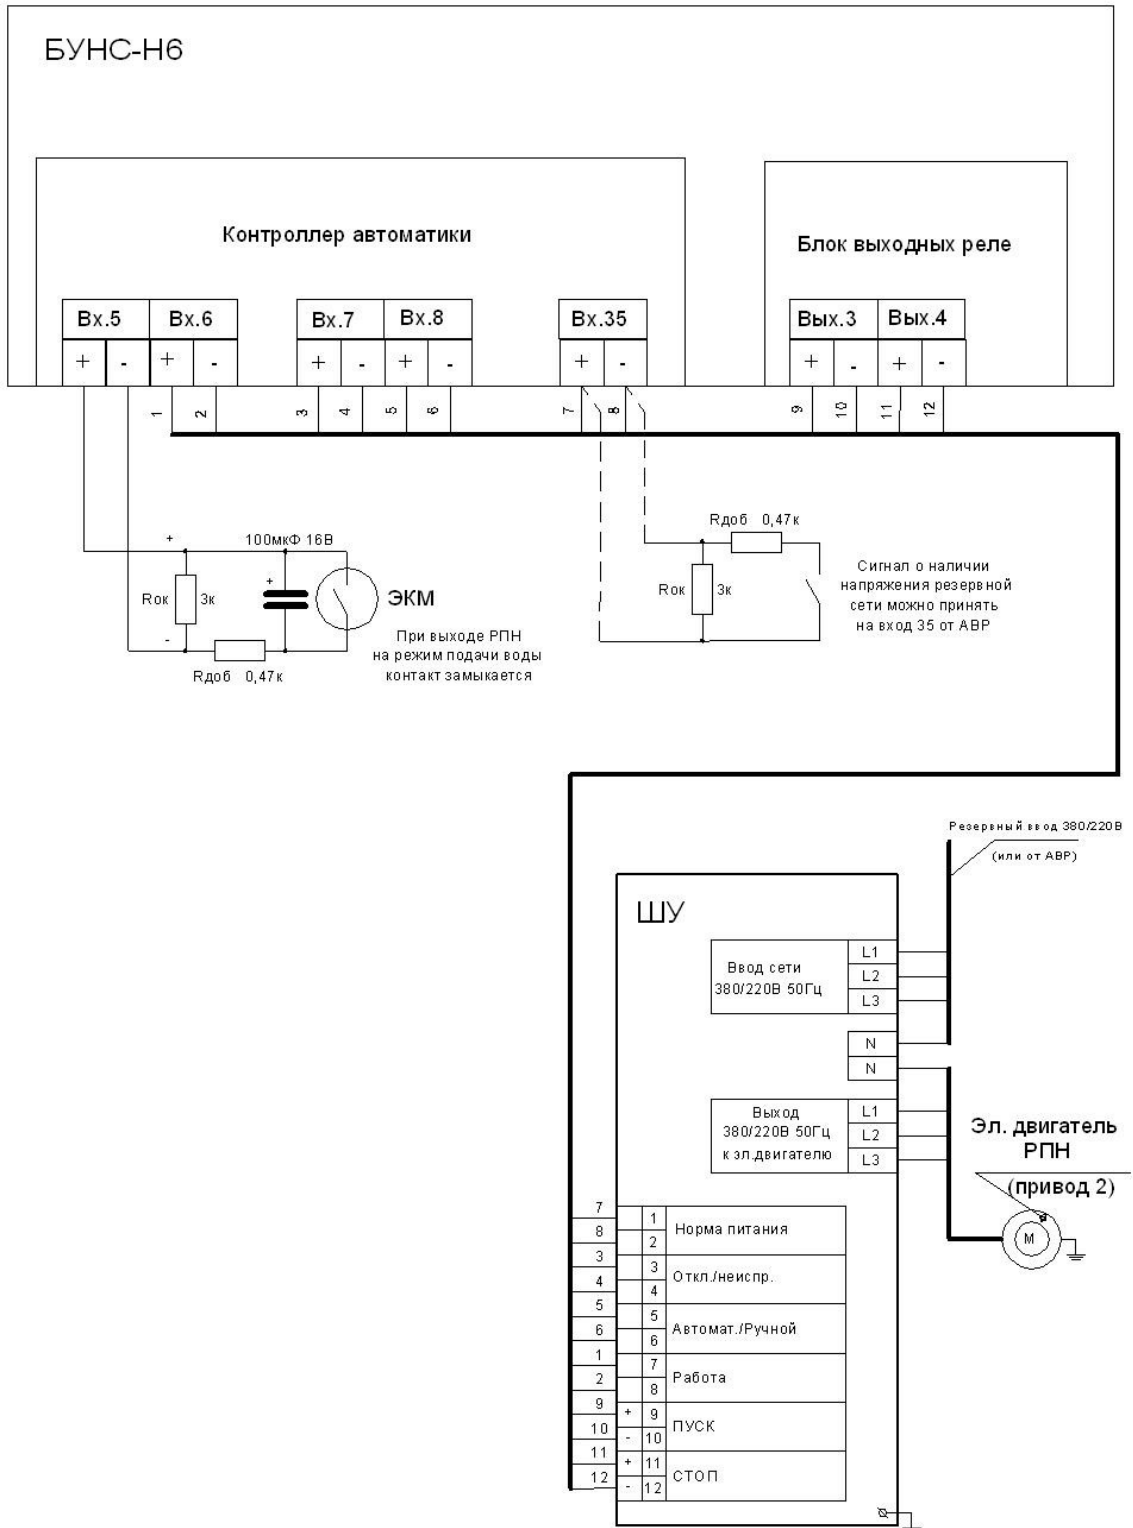 БУНС-Н6
Контроллер автоматики
Блок выходных реле
Вх.5 Вх.6 Вх.7 Вх.8 Вх.35 Вых.3 Вых.4
+ - + - + - + - + - + - + -
1 2 3 4 5 6 7 8 9 10 11 12
+ 100мкФ 16В
+
Rок 3к
ЭКМ
-
При выходе РПН
на режим подачи воды
контакт замыкается
Rдоб 0,47к
Rдоб 0,47к
Rок 3к
Сигнал о наличии
напряжения резервной
сети можно принять
на вход 35 от АВР
Резервный ввод 380/220В
(или от АВР)
ШУ
Ввод сети
380/220В 50Гц
L1
L2
L3
N
N
Выход
380/220В 50Гц
к эл.двигателю
L1
L2
L3
Эл. двигатель
РПН
(привод 2)
М
7 1
Норма питания
8 2
3 3
Откл./неиспр.
4 4
5 5
Автомат./Ручной
6 6
1 7
Работа
2 8
9 + 9
ПУСК
10 - 10
11 + 11
СТОП
12 - 12